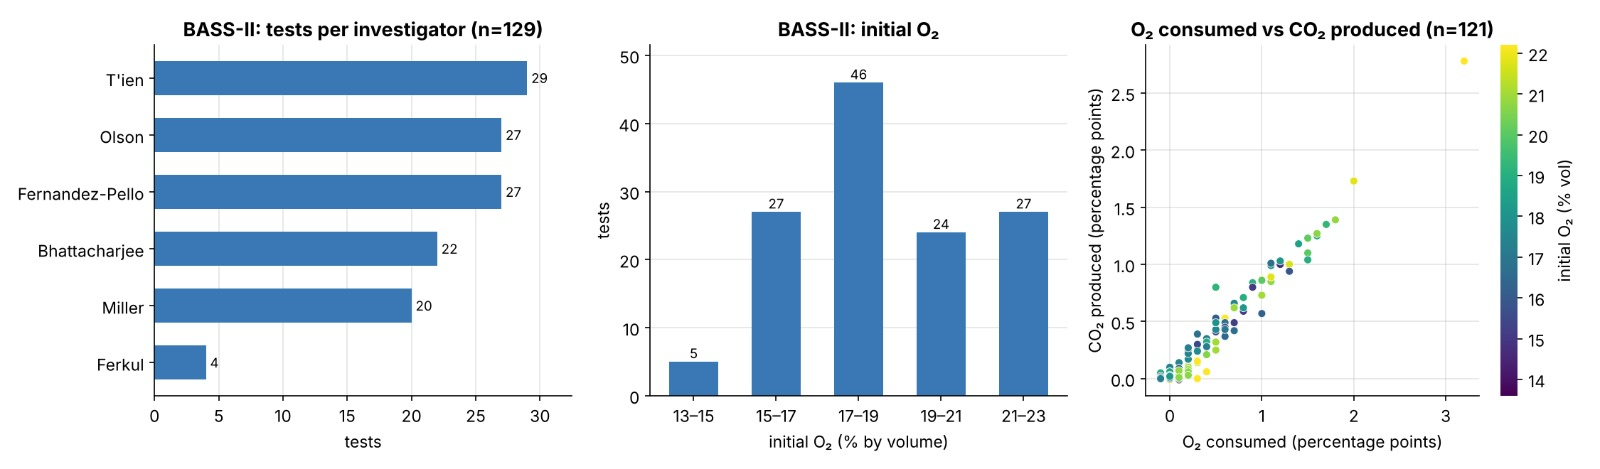 BASS-II: tests per investigator (n=129)
T'ien
29
Olson
27
Fernandez-Pello
27
Bhattacharjee
22
Miller
20
Ferkul
4
0 5 10 15 20 25 30
tests
BASS-II: initial O₂
tests
50
40
30
20
10
0
5
27
46
24
27
13–15 15–17 17–19 19–21 21–23
initial O₂ (% by volume)
O₂ consumed vs CO₂ produced (n=121)
CO₂ produced (percentage points)
2.5
2.0
1.5
1.0
0.5
0.0
0 1 2 3
O₂ consumed (percentage points)
22
21
20
19
18
17
16
15
14
initial O₂ (% vol)